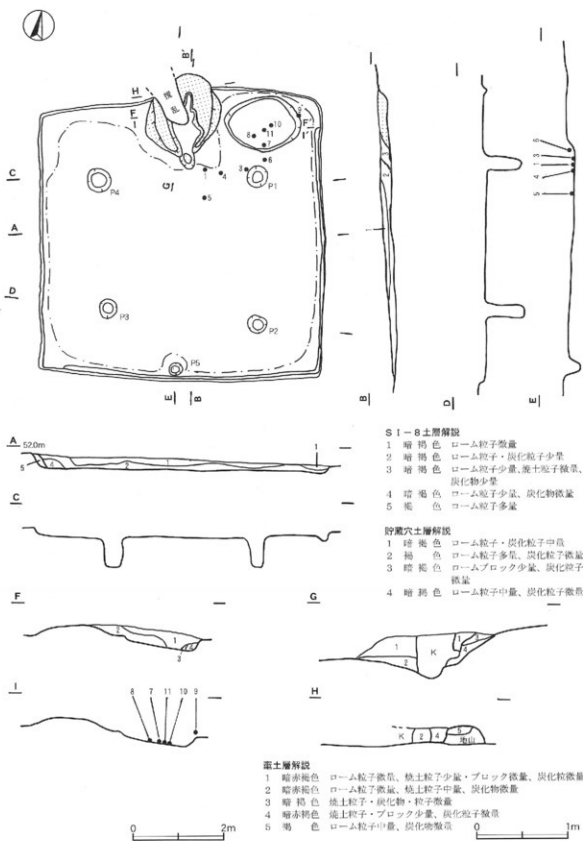 H
B'
F
F'
I'
撹乱
8
10
11
7
9
6
3
1
4
5
G'
C
A
D
P4
P1
P3
P2
P5
E
B
3
2
1
B
D
6
3
1
4
5
E
A 52.0m
5
4
2
1
1
C
F
2
1
3
4
I
8 7 11 10 9
G
1
2
K
1
3
4
H
K
2
4
5
地山
SI-8土層解説
1 暗褐色 ローム粒子微量
2 暗褐色 ローム粒子・炭化粒子少量
3 暗褐色 ローム粒子少量、焼土粒子微量、
炭化物少量
4 暗褐色 ローム粒子少量、炭化物微量
5 褐色 ローム粒子多量
貯蔵穴土層解説
1 暗褐色 ローム粒子・炭化粒子中量
2 褐色 ローム粒子多量、炭化粒子微量
3 暗褐色 ロームブロック少量、炭化粒子
微量
4 暗褐色 ローム粒子中量、炭化粒子微量
竈土層解説
1 暗赤褐色 ローム粒子微量、焼土粒子少量・ブロック微量、炭化粒微量
2 暗赤褐色 ローム粒子微量、焼土粒子中量、炭化物微量
3 暗褐色 焼土粒子・炭化物・粒子微量
4 暗赤褐色 焼土粒子・ブロック少量、炭化粒子微量
5 褐色 ローム粒子中量、炭化物微量
0 2m
0 1m